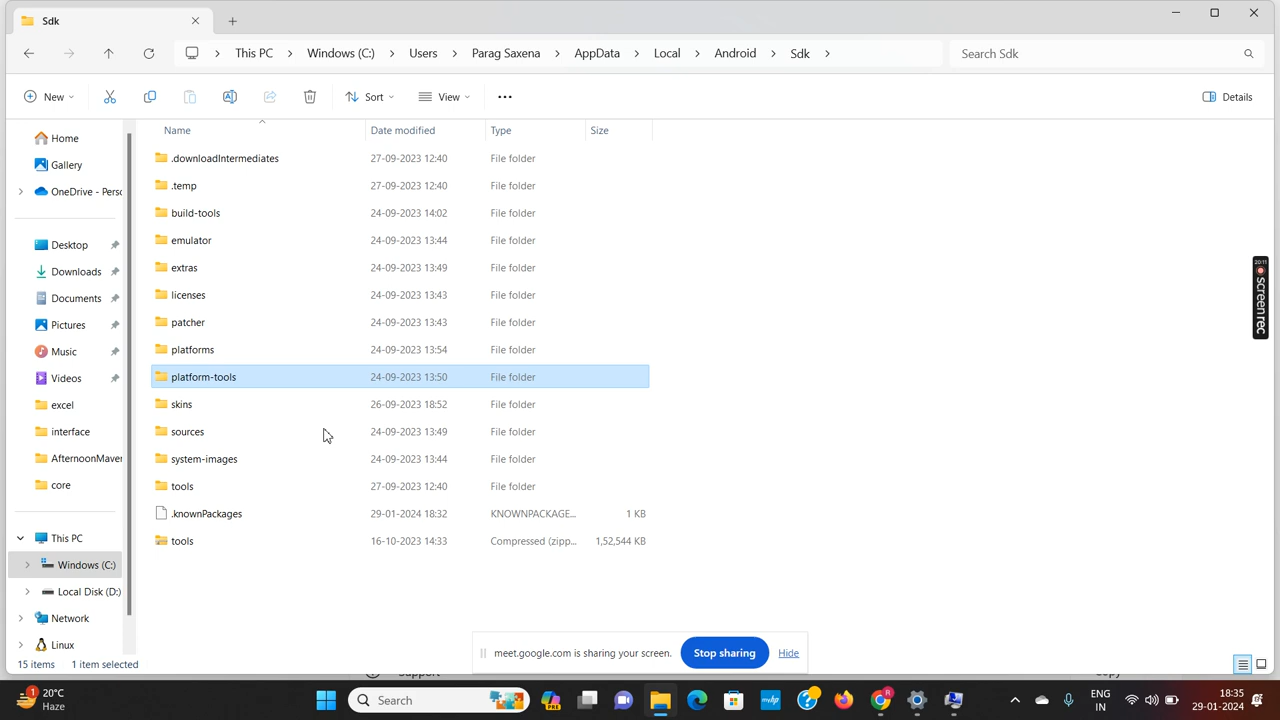 Sdk
This PC > Windows (C:) > Users > Parag Saxena > AppData > Local > Android > Sdk >
Search Sdk
New
Sort
View
Details
Name
Date modified
Type
Size
Home
Gallery
OneDrive - Perso
Desktop
Downloads
Documents
Pictures
Music
Videos
excel
interface
AfternoonMaven
core
This PC
Windows (C:)
Local Disk (D:)
Network
Linux
.downloadIntermediates 27-09-2023 12:40 File folder
.temp 27-09-2023 12:40 File folder
build-tools 24-09-2023 14:02 File folder
emulator 24-09-2023 13:44 File folder
extras 24-09-2023 13:49 File folder
licenses 24-09-2023 13:43 File folder
patcher 24-09-2023 13:43 File folder
platforms 24-09-2023 13:54 File folder
platform-tools 24-09-2023 13:50 File folder
skins 26-09-2023 18:52 File folder
sources 24-09-2023 13:49 File folder
system-images 24-09-2023 13:44 File folder
tools 27-09-2023 12:40 File folder
.knownPackages 29-01-2024 18:32 KNOWNPACKAGE... 1 KB
tools 16-10-2023 14:33 Compressed (zipp... 1,52,544 KB
20:11
screenrec
meet.google.com is sharing your screen.
Stop sharing
Hide
15 items
1 item selected
1
20°C
Haze
Search
PRE
myhp
ENG
IN
18:35
29-01-2024